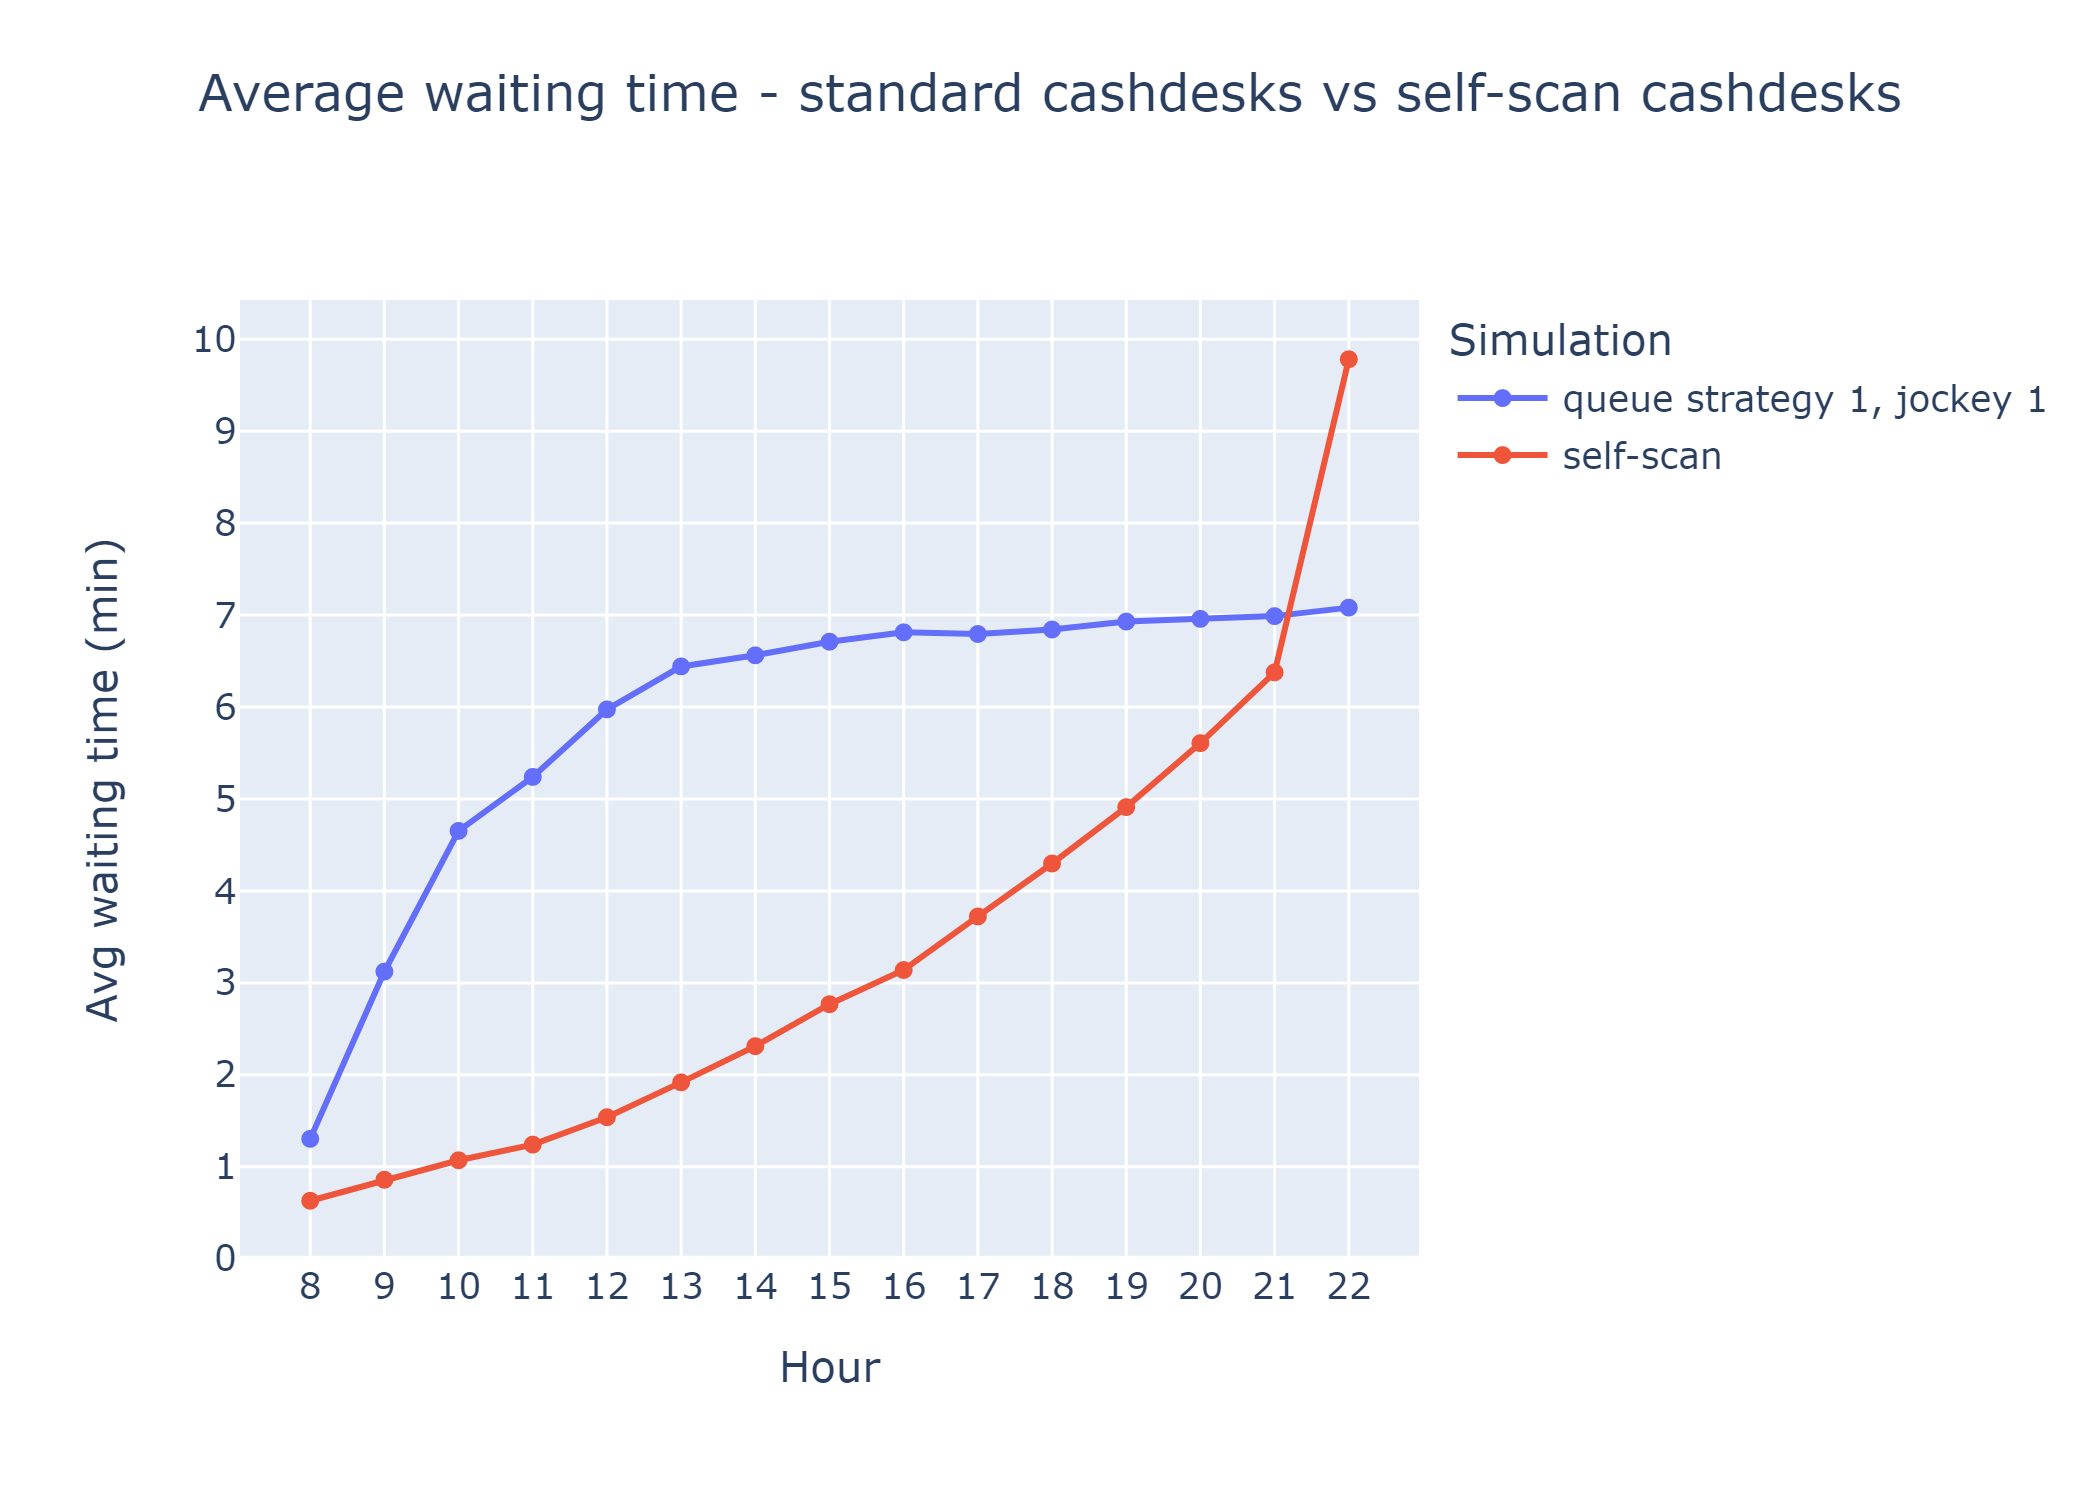 Average waiting time - standard cashdesks vs self-scan cashdesks
Simulation
queue strategy 1, jockey 1
self-scan
Avg waiting time (min)
10
9
8
7
6
5
4
3
2
1
0
8 9 10 11 12 13 14 15 16 17 18 19 20 21 22
Hour